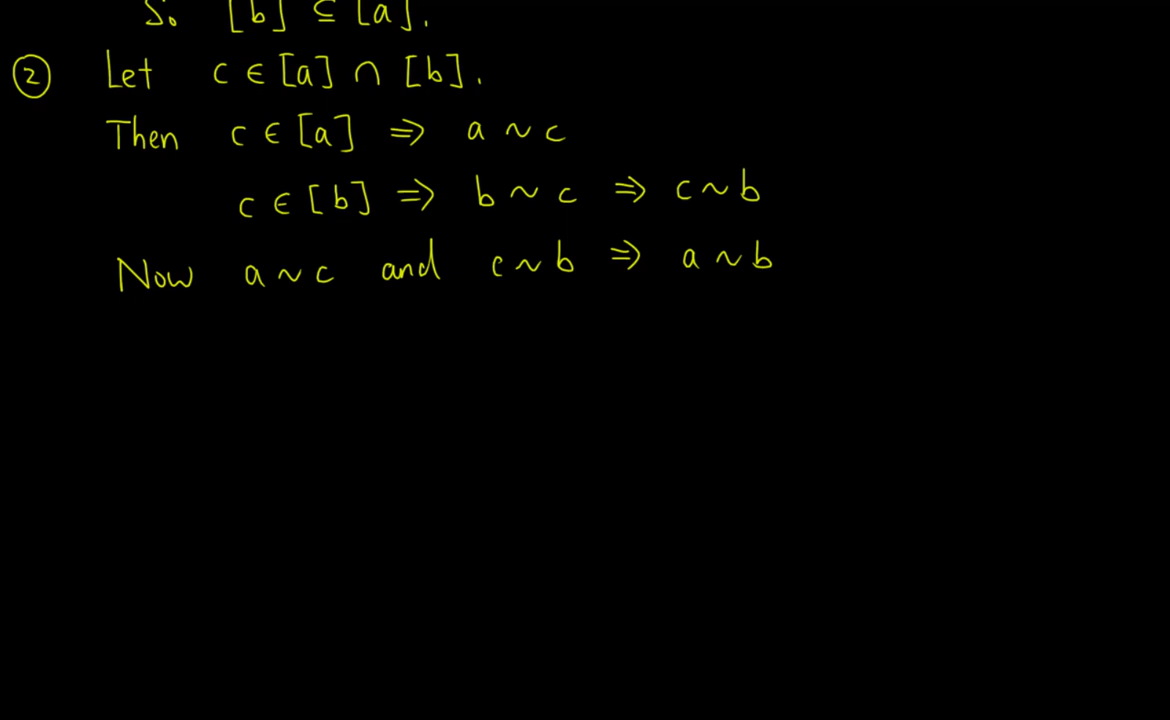 So [b] ⊆ [a].
② Let c ∈ [a] ∩ [b].
Then c ∈ [a] ⇒ a ~ c
c ∈ [b] ⇒ b ~ c ⇒ c ~ b
Now a ~ c and c ~ b ⇒ a ~ b